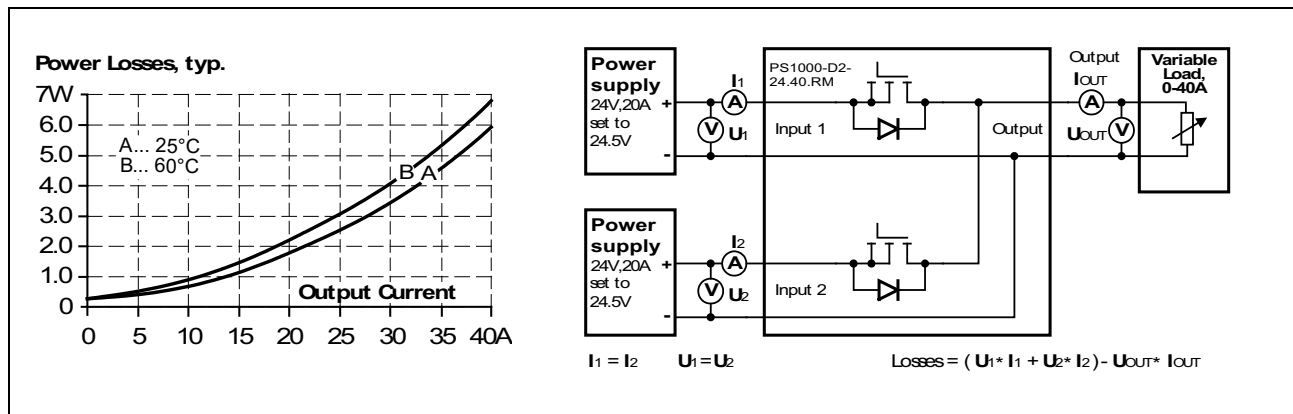 Power Losses, typ.
7W
6.0
5.0
4.0
3.0
2.0
1.0
0
A... 25°C
B... 60°C
B A
Output Current
0 5 10 15 20 25 30 35 40A
Power
supply
24V,20A
set to
24.5V
+
-
I1
A
V
U1
PS1000-D2-
24.40.RM
Input 1
Output
Output
IOUT
A
UOUT
V
Variable
Load,
0-40A
Power
supply
24V,20A
set to
24.5V
+
-
I2
A
V
U2
Input 2
I1 = I2 U1 = U2 Losses = ( U1* I1 + U2* I2 ) - UOUT* IOUT